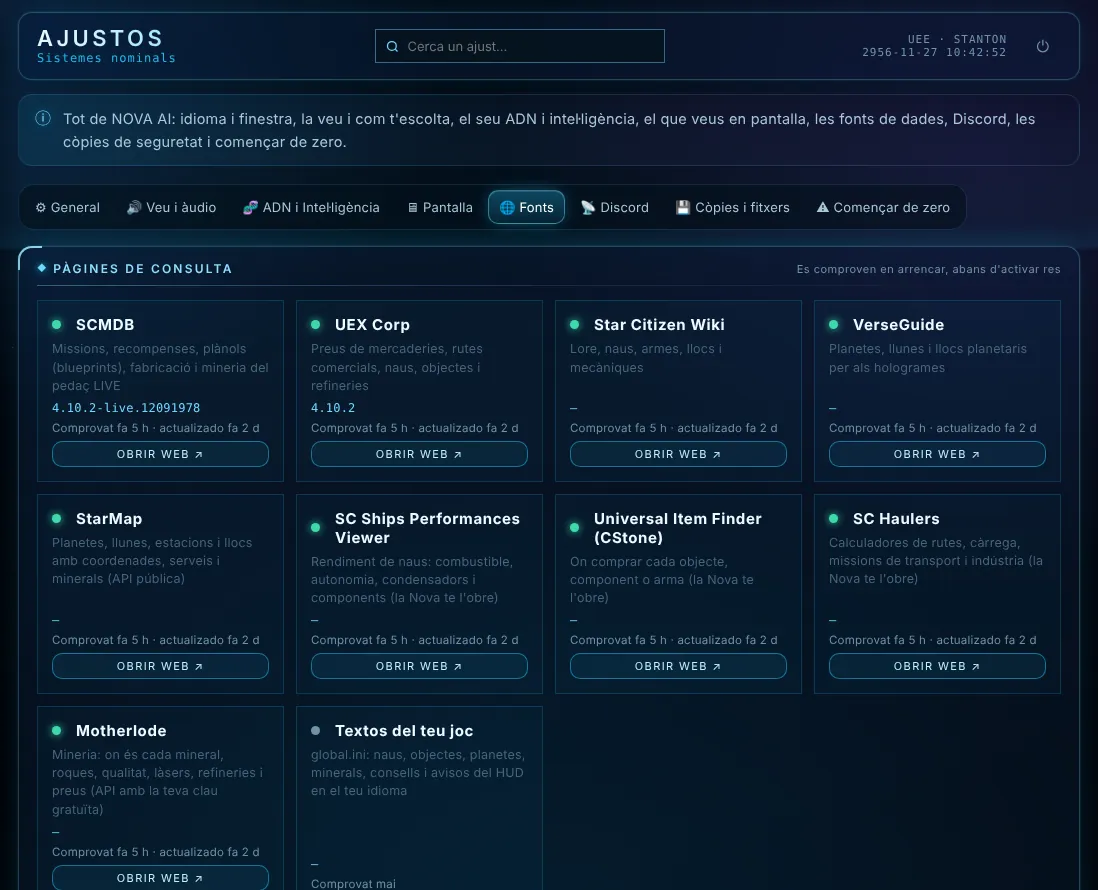 AJUSTOS
Sistemes nominals
Cerca un ajust...
UEE · STANTON
2956-11-27 10:42:52
Tot de NOVA AI: idioma i finestra, la veu i com t'escolta, el seu ADN i intel·ligència, el que veus en pantalla, les fonts de dades, Discord, les
còpies de seguretat i començar de zero.
⚙ General
🔊 Veu i àudio
🧬 ADN i Intel·ligència
🖥 Pantalla
🌐 Fonts
📡 Discord
💾 Còpies i fitxers
⚠ Començar de zero
◆ PÀGINES DE CONSULTA
Es comproven en arrencar, abans d'activar res
SCMDB
Missions, recompenses, plànols
(blueprints), fabricació i mineria del
pedaç LIVE
4.10.2-live.12091978
Comprovat fa 5 h · actualizado fa 2 d
OBRIR WEB ↗
UEX Corp
Preus de mercaderies, rutes
comercials, naus, objectes i
refineries
4.10.2
Comprovat fa 5 h · actualizado fa 2 d
OBRIR WEB ↗
Star Citizen Wiki
Lore, naus, armes, llocs i
mecàniques
—
Comprovat fa 5 h · actualizado fa 2 d
OBRIR WEB ↗
VerseGuide
Planetes, llunes i llocs planetaris
per als hologrames
—
Comprovat fa 5 h · actualizado fa 2 d
OBRIR WEB ↗
StarMap
Planetes, llunes, estacions i llocs
amb coordenades, serveis i
minerals (API pública)
—
Comprovat fa 5 h · actualizado fa 2 d
OBRIR WEB ↗
SC Ships Performances
Viewer
Rendiment de naus: combustible,
autonomia, condensadors i
components (la Nova te l'obre)
—
Comprovat fa 5 h · actualizado fa 2 d
OBRIR WEB ↗
Universal Item Finder
(CStone)
On comprar cada objecte,
component o arma (la Nova te
l'obre)
—
Comprovat fa 5 h · actualizado fa 2 d
OBRIR WEB ↗
SC Haulers
Calculadores de rutes, càrrega,
missions de transport i indústria (la
Nova te l'obre)
—
Comprovat fa 5 h · actualizado fa 2 d
OBRIR WEB ↗
Motherlode
Mineria: on és cada mineral,
roques, qualitat, làsers, refineries i
preus (API amb la teva clau
gratuïta)
—
Comprovat fa 5 h · actualizado fa 2 d
OBRIR WEB ↗
Textos del teu joc
global.ini: naus, objectes, planetes,
minerals, consells i avisos del HUD
en el teu idioma
—
Comprovat mai